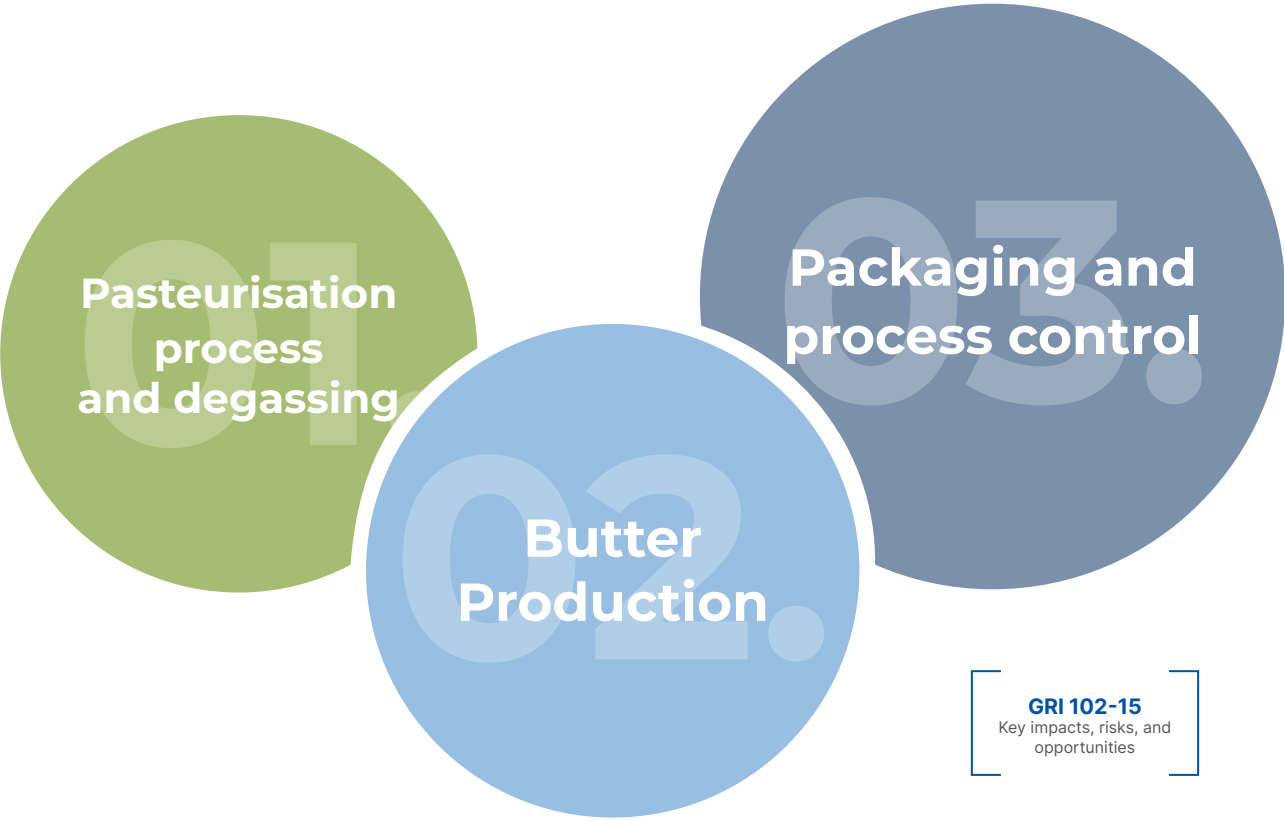 01.
Pasteurisation
process
and degassing
02.
Butter
Production
03.
Packaging and
process control
GRI 102-15
Key impacts, risks, and
opportunities